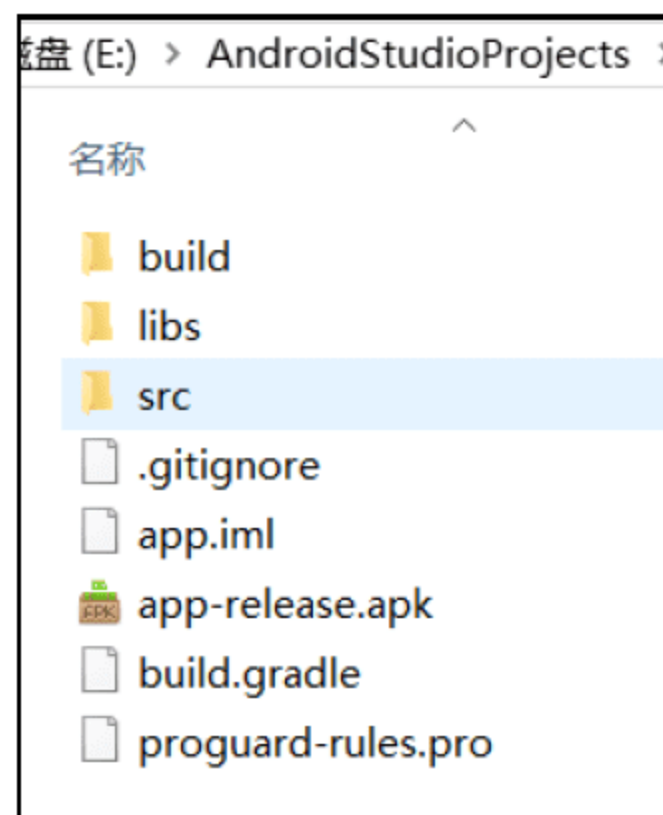 盘 (E:) > AndroidStudioProjects >
名称
build
libs
src
.gitignore
app.iml
app-release.apk
build.gradle
proguard-rules.pro